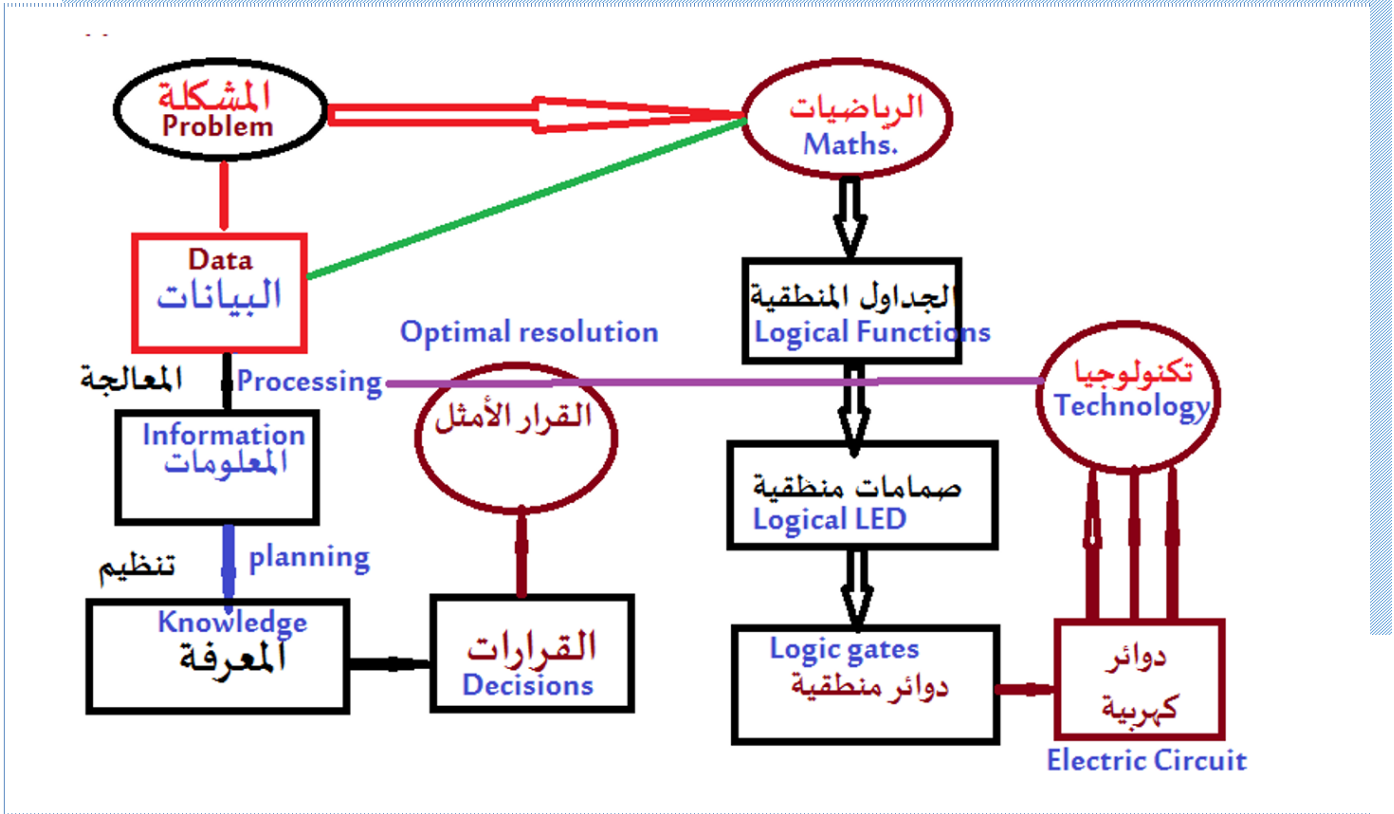 المشكلة
Problem
الرياضيات
Maths.
Data
البيانات
الجداول المنطقية
Logical Functions
Optimal resolution
المعالجة
Processing
تكنولوجيا
Technology
القرار الأمثل
Information
المعلومات
صمامات منطقية
Logical LED
تنظيم
planning
Knowledge
المعرفة
القرارات
Decisions
Logic gates
دوائر منطقية
دوائر
كهربية
Electric Circuit